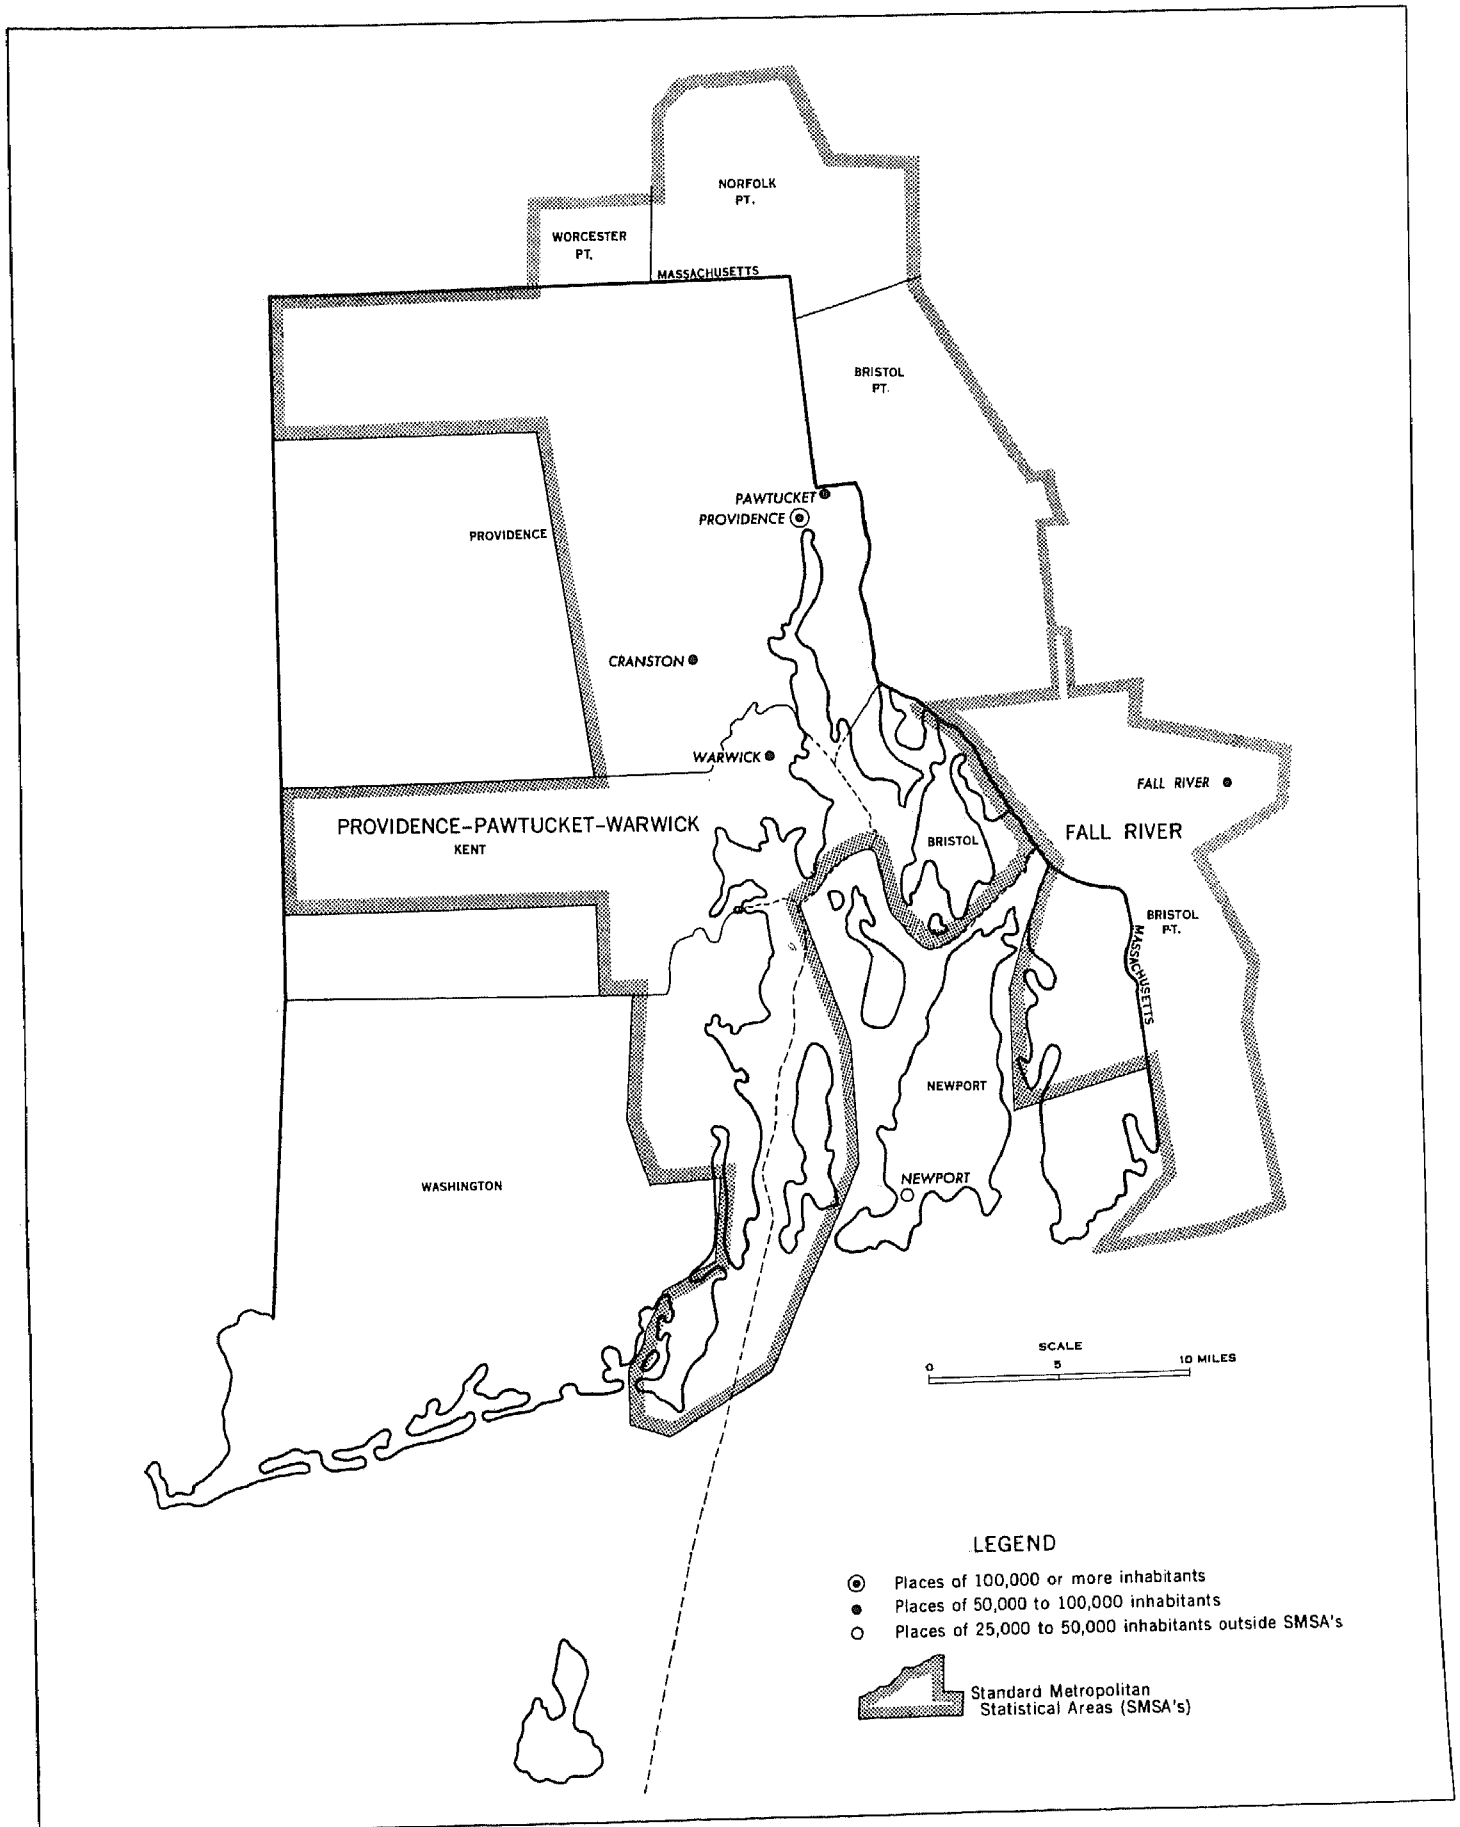 NORFOLK
PT.
WORCESTER
PT.
MASSACHUSETTS
BRISTOL
PT.
PAWTUCKET
PROVIDENCE
PROVIDENCE
CRANSTON
WARWICK
FALL RIVER
PROVIDENCE-PAWTUCKET-WARWICK
KENT
BRISTOL
FALL RIVER
BRISTOL
PT.
MASSACHUSETTS
NEWPORT
NEWPORT
WASHINGTON
SCALE
0 5 10 MILES
LEGEND
Places of 100,000 or more inhabitants
Places of 50,000 to 100,000 inhabitants
Places of 25,000 to 50,000 inhabitants outside SMSA's
Standard Metropolitan
Statistical Areas (SMSA's)